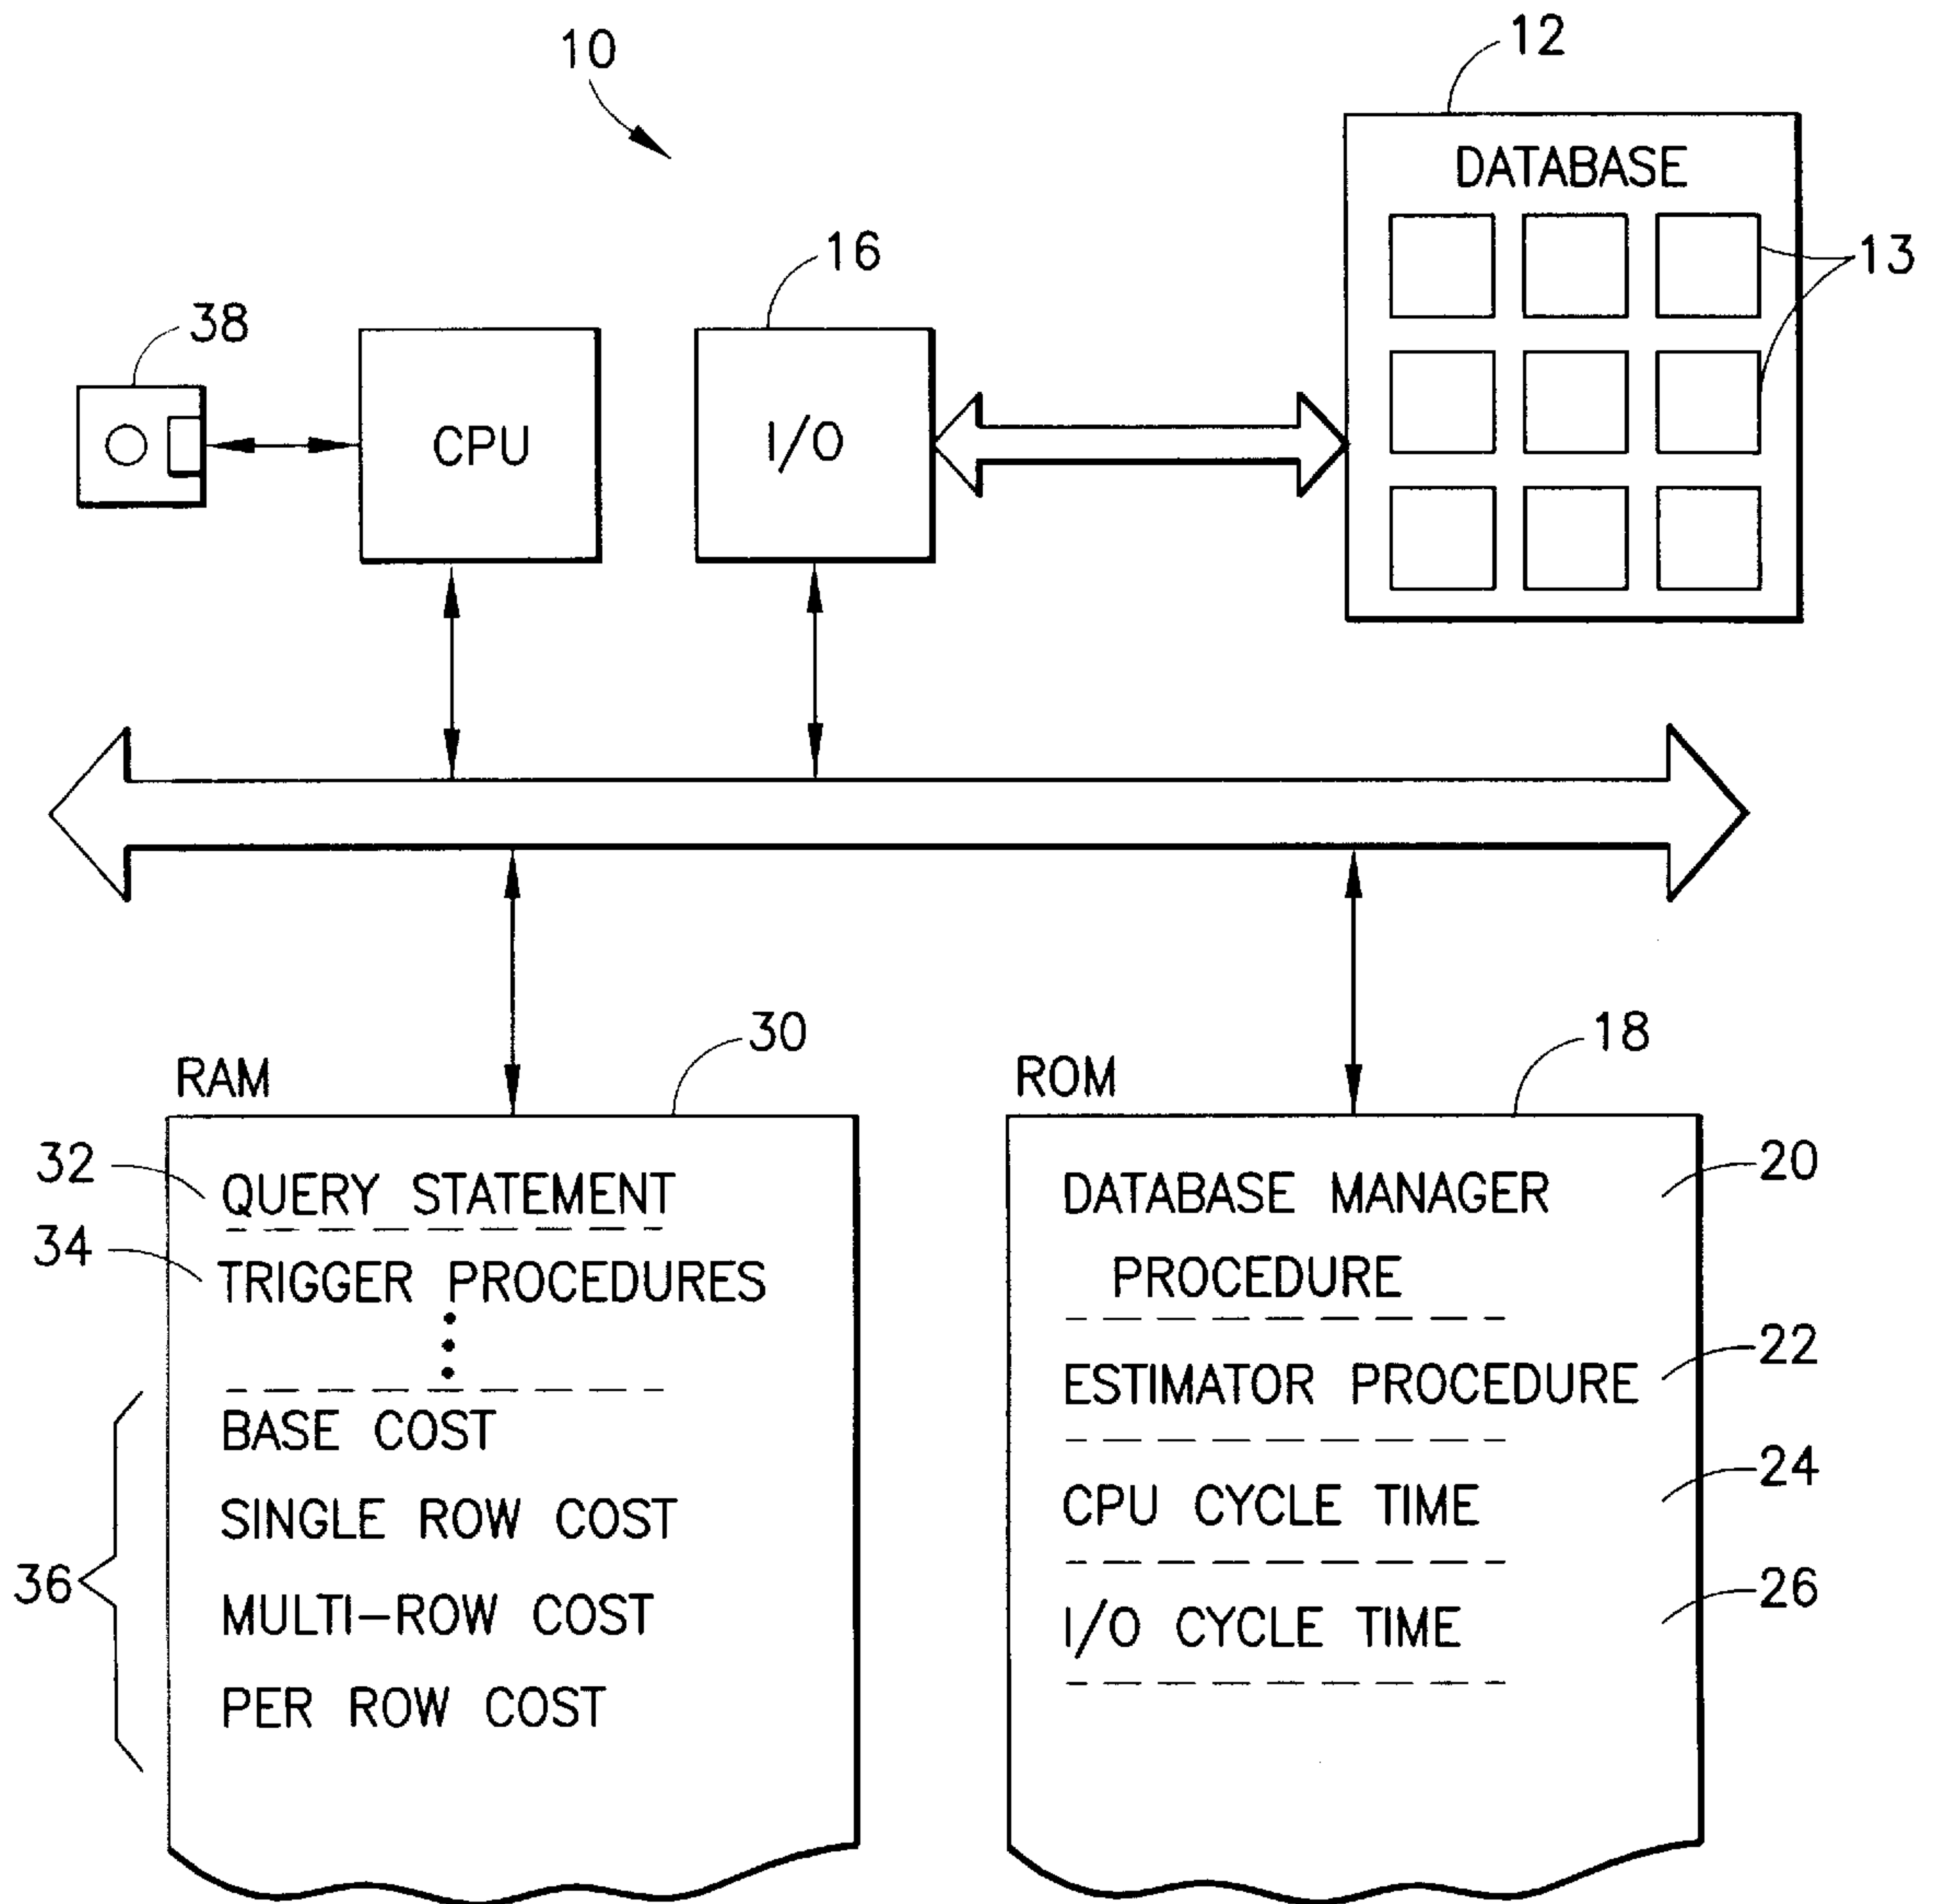 10
12
DATABASE
13
16
38
CPU
I/O
30
18
RAM
ROM
32
QUERY STATEMENT
34
TRIGGER PROCEDURES
36
BASE COST
SINGLE ROW COST
MULTI-ROW COST
PER ROW COST
DATABASE MANAGER
PROCEDURE
20
ESTIMATOR PROCEDURE
22
CPU CYCLE TIME
24
I/O CYCLE TIME
26